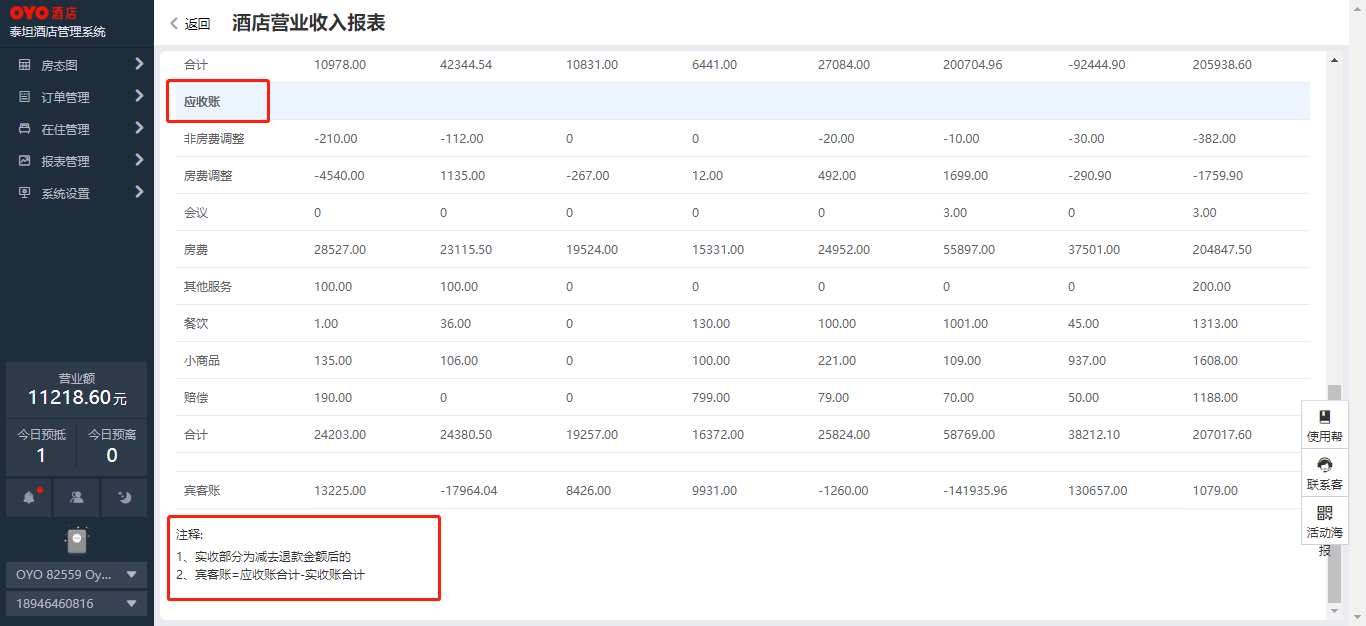 OYO 酒店
泰坦酒店管理系统
房态图
订单管理
在住管理
报表管理
系统设置
营业额
11218.60元
今日预抵 今日预离
1 0
OYO 82559 Oy...
18946460816
返回 酒店营业收入报表
合计 10978.00 42344.54 10831.00 6441.00 27084.00 200704.96 -92444.90 205938.60
应收账
非房费调整 -210.00 -112.00 0 0 -20.00 -10.00 -30.00 -382.00
房费调整 -4540.00 1135.00 -267.00 12.00 492.00 1699.00 -290.90 -1759.90
会议 0 0 0 0 0 3.00 0 3.00
房费 28527.00 23115.50 19524.00 15331.00 24952.00 55897.00 37501.00 204847.50
其他服务 100.00 100.00 0 0 0 0 0 200.00
餐饮 1.00 36.00 0 130.00 100.00 1001.00 45.00 1313.00
小商品 135.00 106.00 0 100.00 221.00 109.00 937.00 1608.00
赔偿 190.00 0 0 799.00 79.00 70.00 50.00 1188.00
合计 24203.00 24380.50 19257.00 16372.00 25824.00 58769.00 38212.10 207017.60
宾客账 13225.00 -17964.04 8426.00 9931.00 -1260.00 -141935.96 130657.00 1079.00
注释:
1、实收部分为减去退款金额后的
2、宾客账=应收账合计-实收账合计
使用帮
联系客
活动海
报